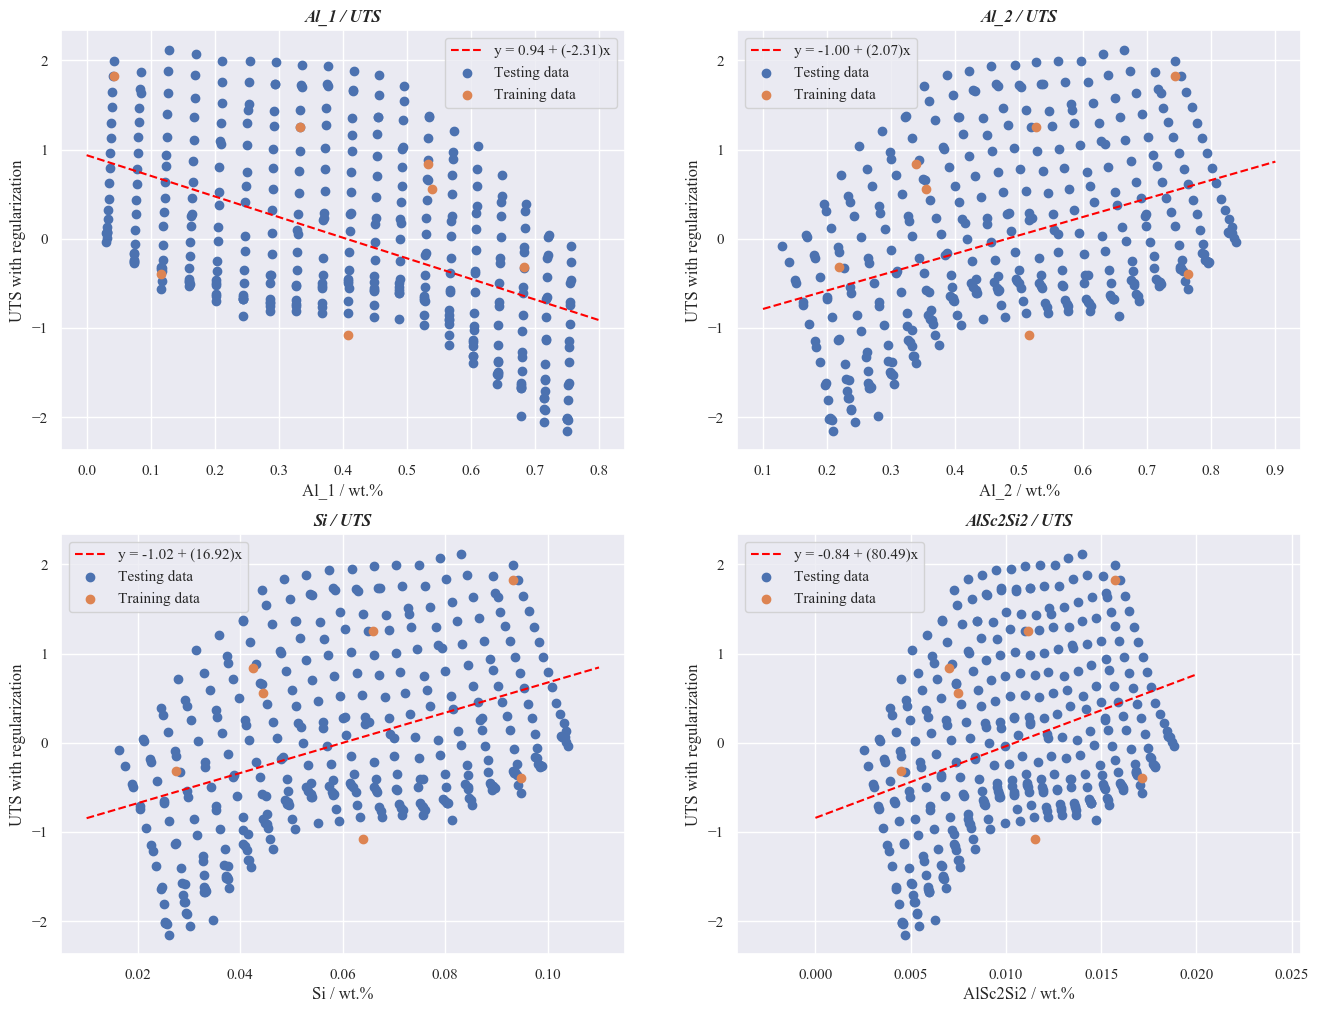 Al_1 / UTS
y = 0.94 + (-2.31)x
Testing data
Training data
UTS with regularization
2
1
0
−1
−2
0.0 0.1 0.2 0.3 0.4 0.5 0.6 0.7 0.8
Al_1 / wt.%
Al_2 / UTS
y = -1.00 + (2.07)x
Testing data
Training data
UTS with regularization
2
1
0
−1
−2
0.1 0.2 0.3 0.4 0.5 0.6 0.7 0.8 0.9
Al_2 / wt.%
Si / UTS
y = -1.02 + (16.92)x
Testing data
Training data
UTS with regularization
2
1
0
−1
−2
0.02 0.04 0.06 0.08 0.10
Si / wt.%
AlSc2Si2 / UTS
y = -0.84 + (80.49)x
Testing data
Training data
UTS with regularization
2
1
0
−1
−2
0.000 0.005 0.010 0.015 0.020 0.025
AlSc2Si2 / wt.%